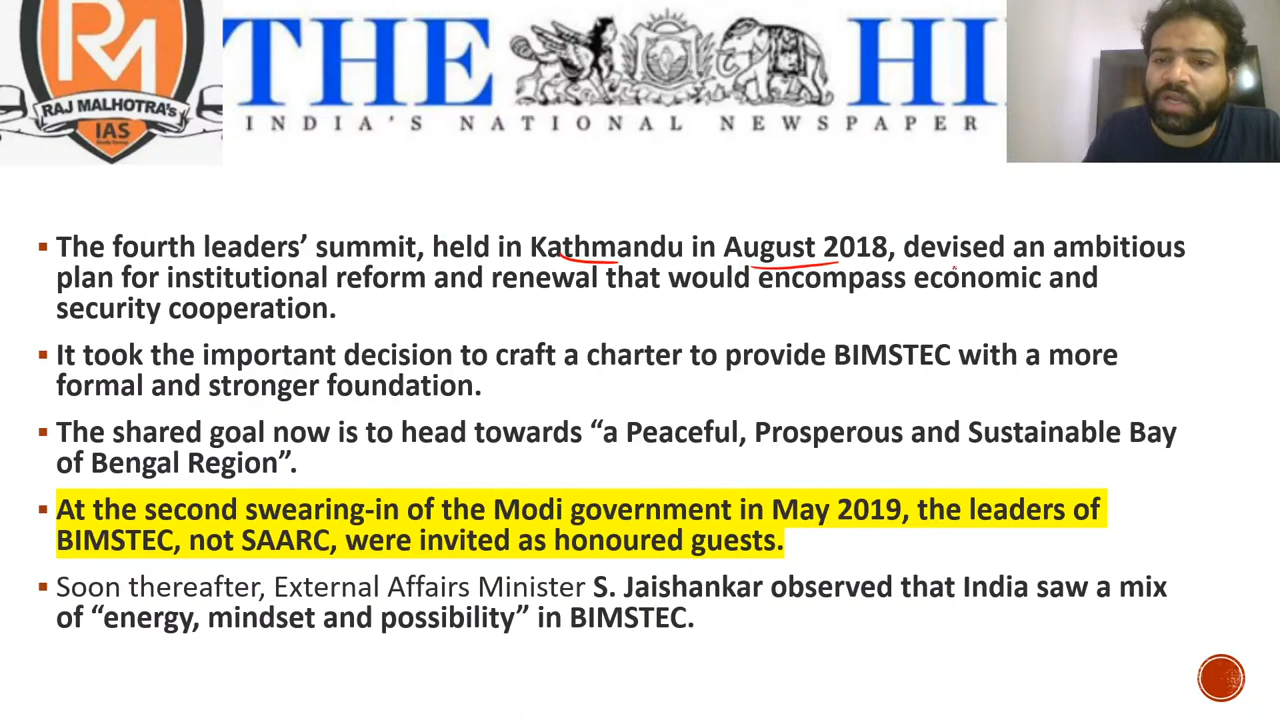 RM
RAJ MALHOTRA's
IAS
THE HI
INDIA'S NATIONAL NEWSPAPER
▪ The fourth leaders’ summit, held in Kathmandu in August 2018, devised an ambitious
plan for institutional reform and renewal that would encompass economic and
security cooperation.
▪ It took the important decision to craft a charter to provide BIMSTEC with a more
formal and stronger foundation.
▪ The shared goal now is to head towards “a Peaceful, Prosperous and Sustainable Bay
of Bengal Region”.
▪ At the second swearing-in of the Modi government in May 2019, the leaders of
BIMSTEC, not SAARC, were invited as honoured guests.
▪ Soon thereafter, External Affairs Minister S. Jaishankar observed that India saw a mix
of “energy, mindset and possibility” in BIMSTEC.